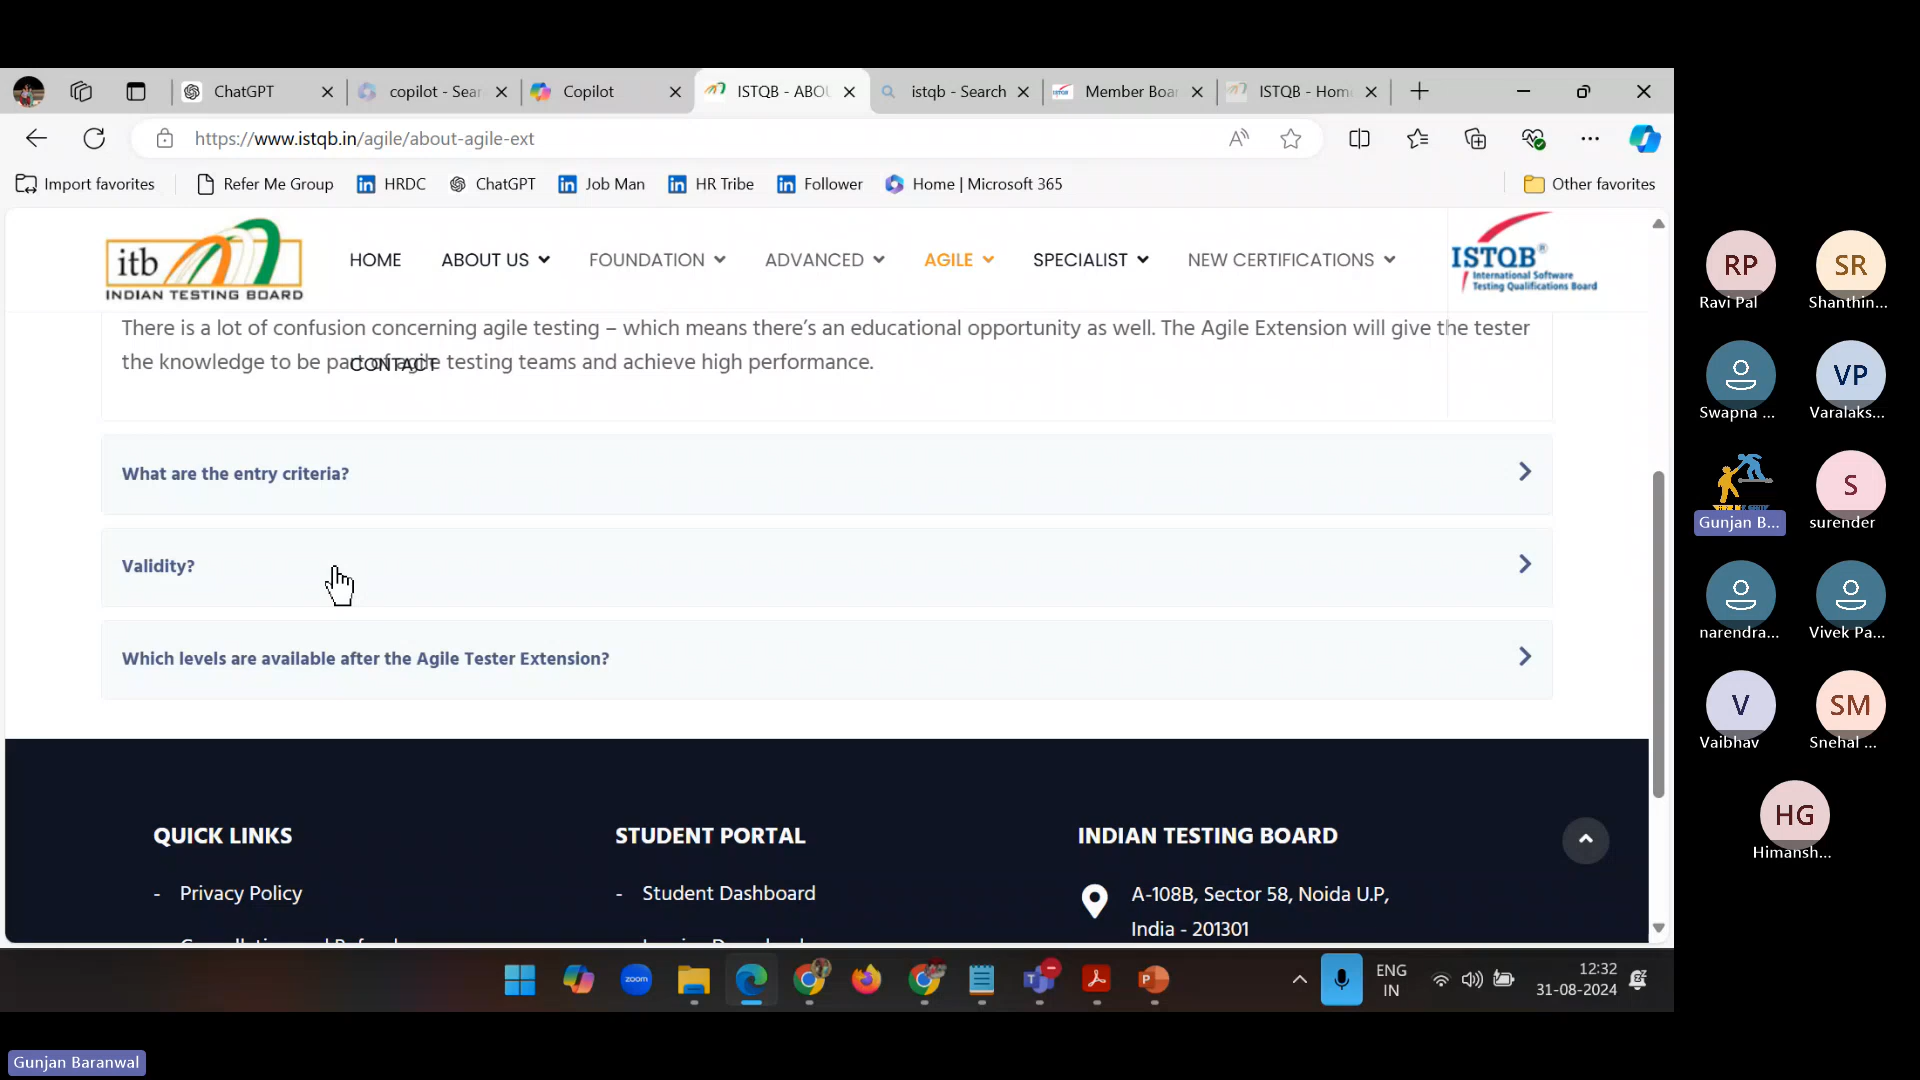 ChatGPT
copilot - Sear
Copilot
ISTQB - ABOU
istqb - Search
Member Boar
ISTQB - Home
https://www.istqb.in/agile/about-agile-ext
Import favorites
Refer Me Group
HRDC
ChatGPT
Job Man
HR Tribe
Follower
Home | Microsoft 365
Other favorites
itb
INDIAN TESTING BOARD
HOME
ABOUT US
FOUNDATION
ADVANCED
AGILE
SPECIALIST
NEW CERTIFICATIONS
CONTACT
ISTQB®
International Software
Testing Qualifications Board
There is a lot of confusion concerning agile testing – which means there's an educational opportunity as well. The Agile Extension will give the tester
the knowledge to be part of agile testing teams and achieve high performance.
What are the entry criteria?
Validity?
Which levels are available after the Agile Tester Extension?
QUICK LINKS
- Privacy Policy
STUDENT PORTAL
- Student Dashboard
INDIAN TESTING BOARD
A-108B, Sector 58, Noida U.P,
India - 201301
zoom
ENG
IN
12:32
31-08-2024
RP
Ravi Pal
SR
Shanthin...
Swapna ...
VP
Varalaks...
Gunjan B...
S
surender
narendra...
Vivek Pa...
V
Vaibhav
SM
Snehal ...
HG
Himansh...
Gunjan Baranwal